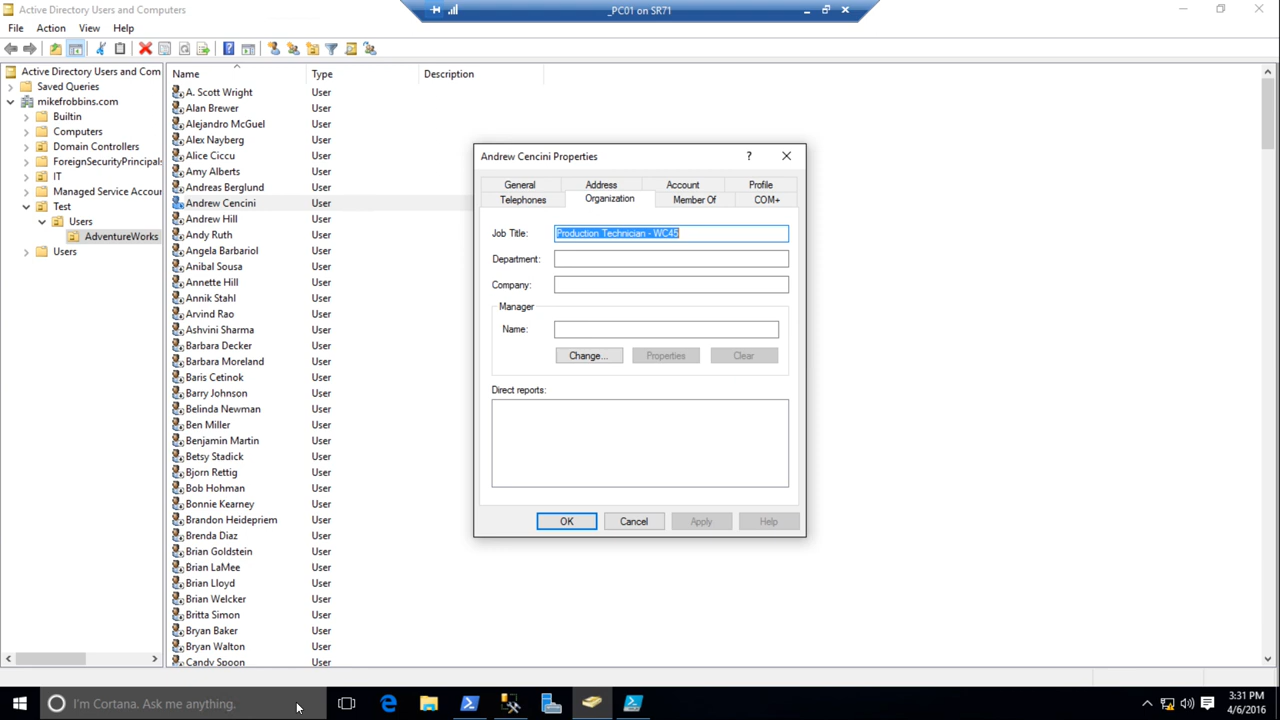 Active Directory Users and Computers
_PC01 on SR71
File Action View Help
Active Directory Users and Com
Saved Queries
mikefrobbins.com
Builtin
Computers
Domain Controllers
ForeignSecurityPrincipals
IT
Managed Service Accou
Test
Users
AdventureWorks
Users
Name Type Description
A. Scott Wright User
Alan Brewer User
Alejandro McGuel User
Alex Nayberg User
Alice Ciccu User
Amy Alberts User
Andreas Berglund User
Andrew Cencini User
Andrew Hill User
Andy Ruth User
Angela Barbariol User
Anibal Sousa User
Annette Hill User
Annik Stahl User
Arvind Rao User
Ashvini Sharma User
Barbara Decker User
Barbara Moreland User
Baris Cetinok User
Barry Johnson User
Belinda Newman User
Ben Miller User
Benjamin Martin User
Betsy Stadick User
Bjorn Rettig User
Bob Hohman User
Bonnie Kearney User
Brandon Heidepriem User
Brenda Diaz User
Brian Goldstein User
Brian LaMee User
Brian Lloyd User
Brian Welcker User
Britta Simon User
Bryan Baker User
Bryan Walton User
Candy Spoon User
Andrew Cencini Properties
General Address Account Profile
Telephones Organization Member Of COM+
Job Title: Production Technician - WC45
Department:
Company:
Manager
Name:
Change... Properties Clear
Direct reports:
OK Cancel Apply Help
I'm Cortana. Ask me anything.
3:31 PM
4/6/2016